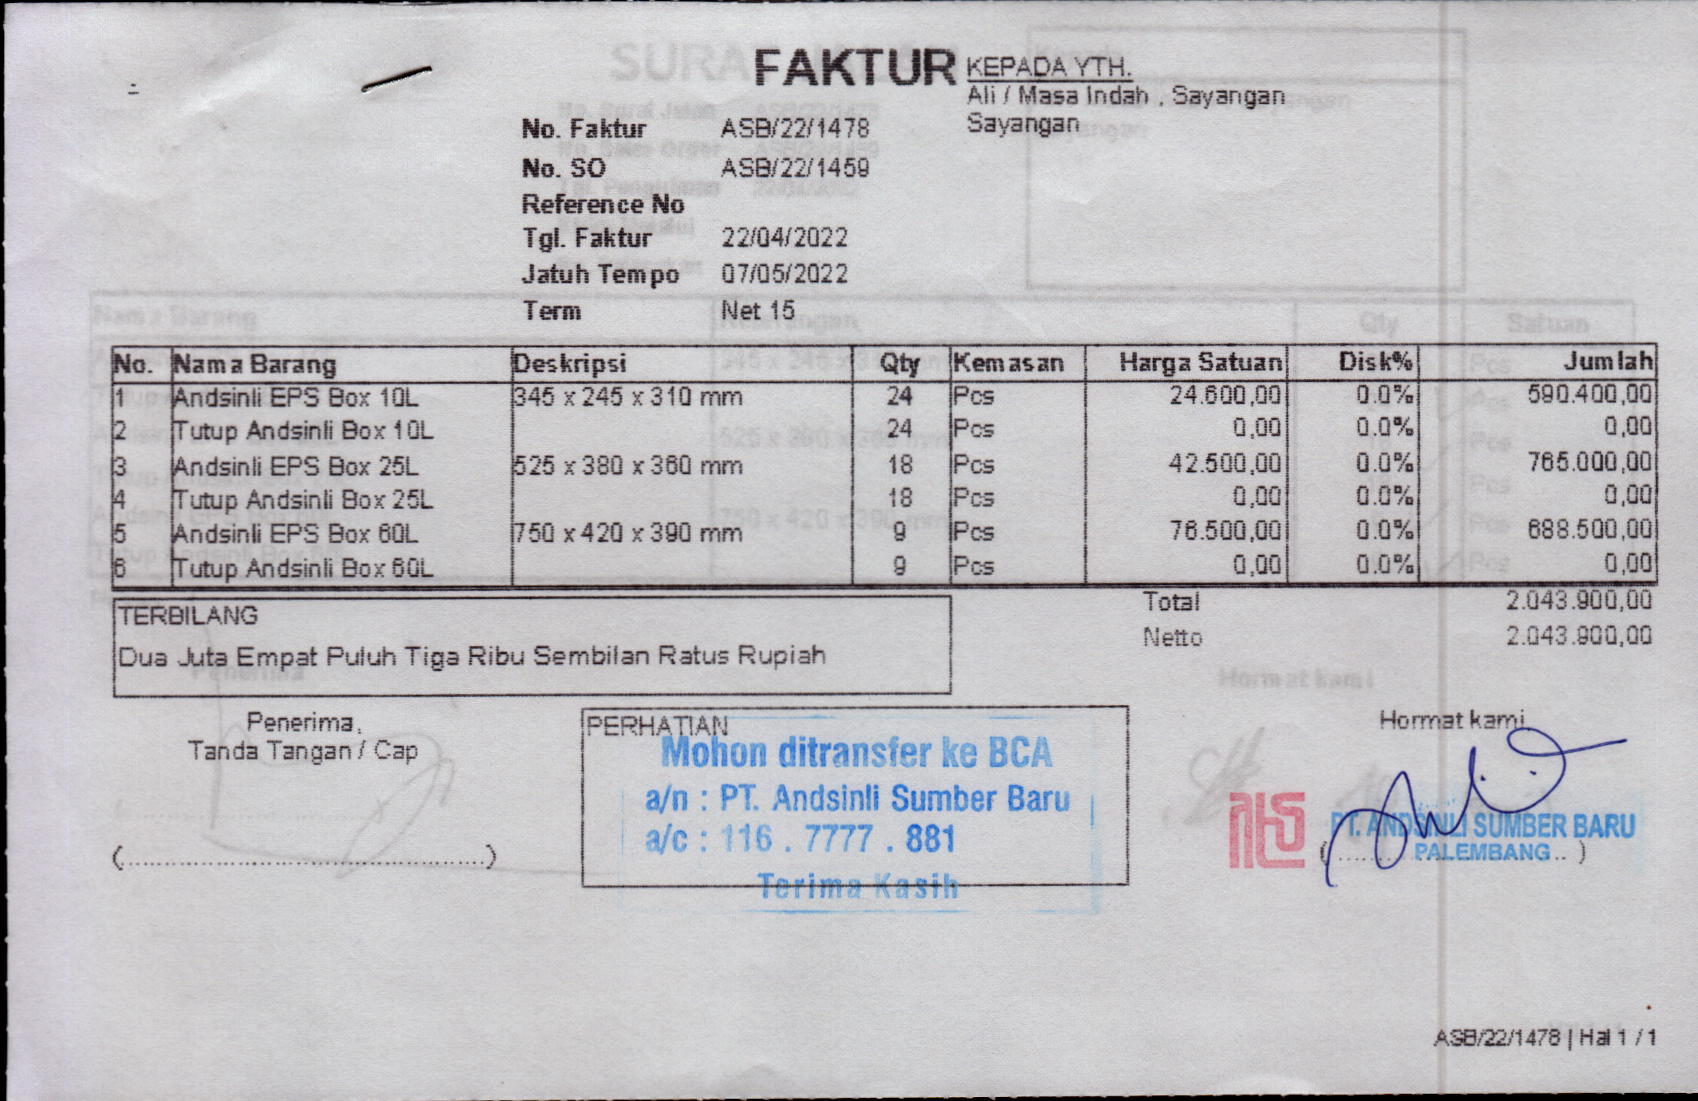 FAKTUR
KEPADA YTH.
Ali / Masa Indah , Sayangan
Sayangan
No. Faktur ASB/22/1478
No. SO ASB/22/1459
Reference No
Tgl. Faktur 22/04/2022
Jatuh Tempo 07/05/2022
Term Net 15
No. Nama Barang Deskripsi Qty Kemasan Harga Satuan Disk% Jumlah
1 Andsinli EPS Box 10L 345 x 245 x 310 mm 24 Pcs 24.600,00 0.0% 590.400,00
2 Tutup Andsinli Box 10L 24 Pcs 0,00 0.0% 0,00
3 Andsinli EPS Box 25L 525 x 380 x 360 mm 18 Pcs 42.500,00 0.0% 765.000,00
4 Tutup Andsinli Box 25L 18 Pcs 0,00 0.0% 0,00
5 Andsinli EPS Box 60L 750 x 420 x 390 mm 9 Pcs 76.500,00 0.0% 688.500,00
6 Tutup Andsinli Box 60L 9 Pcs 0,00 0.0% 0,00
Total 2.043.900,00
Netto 2.043.900,00
TERBILANG
Dua Juta Empat Puluh Tiga Ribu Sembilan Ratus Rupiah
Penerima,
Tanda Tangan / Cap
(........................................)
PERHATIAN
Mohon ditransfer ke BCA
a/n : PT. Andsinli Sumber Baru
a/c : 116 . 7777 . 881
Terima Kasih
Hormat kami
PT. ANDSINLI SUMBER BARU
PALEMBANG
ASB/22/1478 | Hal 1 / 1